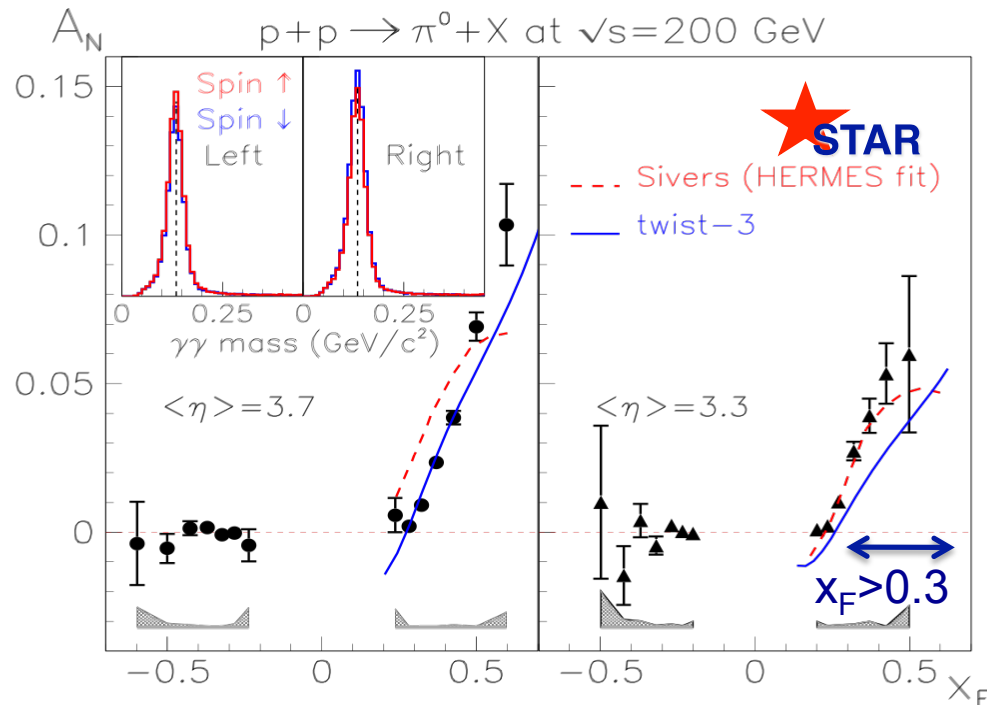 A_N
p+p → π⁰+X at √s=200 GeV
0.15
0.1
0.05
0
Spin ↑
Spin ↓
Left
Right
0
0.25
0
0.25
γγ mass (GeV/c²)
STAR
Sivers (HERMES fit)
twist−3
<η>=3.7
<η>=3.3
x_F>0.3
−0.5
0
0.5
−0.5
0
0.5
x_F